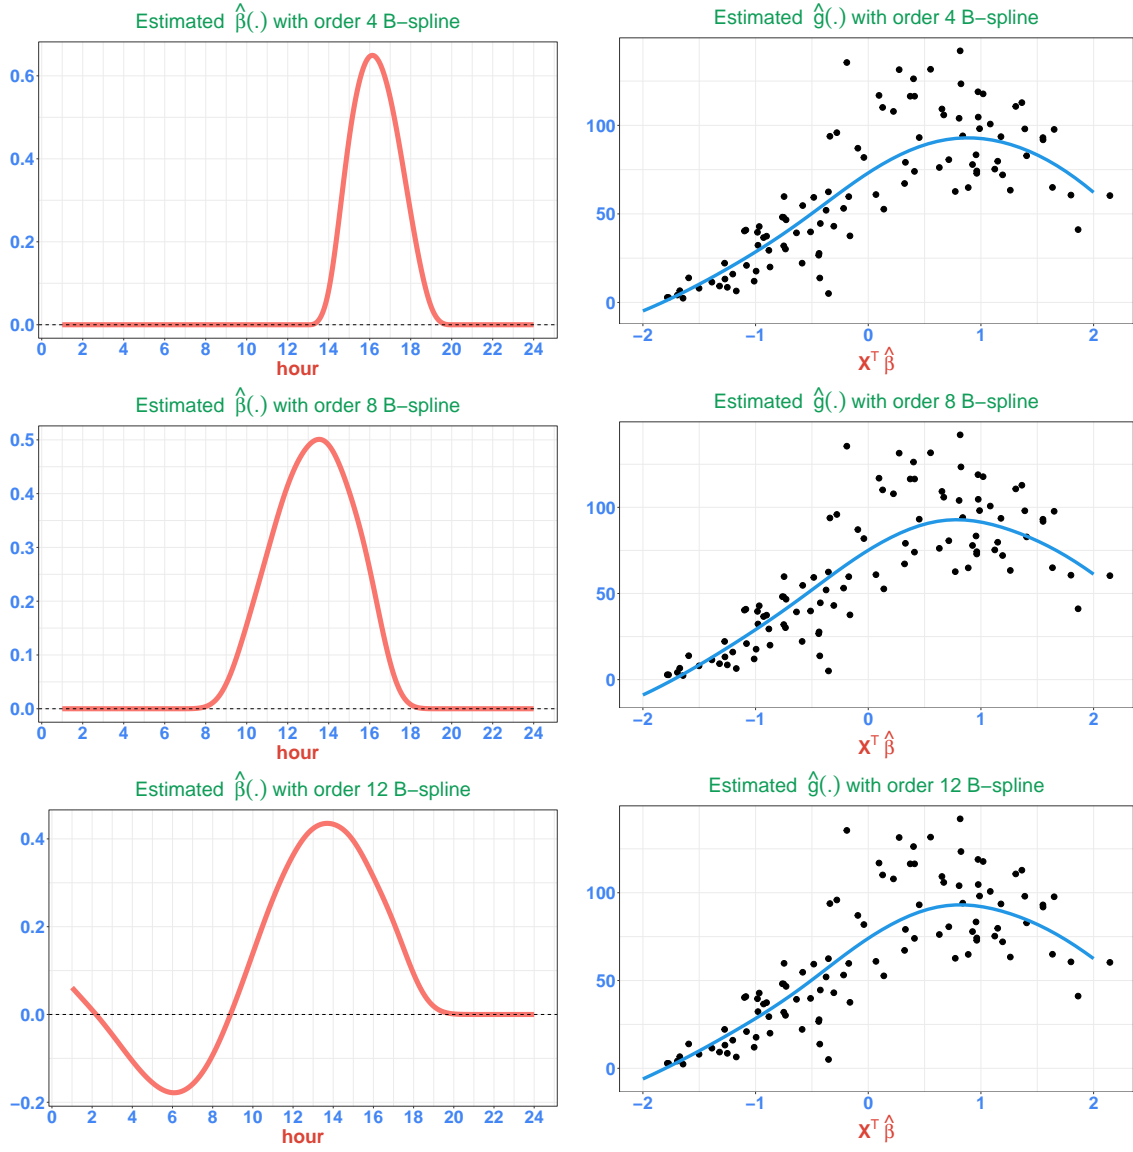 Estimated β̂(.) with order 4 B−spline
0.6
0.4
0.2
0.0
0 2 4 6 8 10 12 14 16 18 20 22 24
hour
Estimated ĝ(.) with order 4 B−spline
100
50
0
−2 −1 0 1 2
Xᵀ β̂
Estimated β̂(.) with order 8 B−spline
0.5
0.4
0.3
0.2
0.1
0.0
0 2 4 6 8 10 12 14 16 18 20 22 24
hour
Estimated ĝ(.) with order 8 B−spline
100
50
0
−2 −1 0 1 2
Xᵀ β̂
Estimated β̂(.) with order 12 B−spline
0.4
0.2
0.0
−0.2
0 2 4 6 8 10 12 14 16 18 20 22 24
hour
Estimated ĝ(.) with order 12 B−spline
100
50
0
−2 −1 0 1 2
Xᵀ β̂